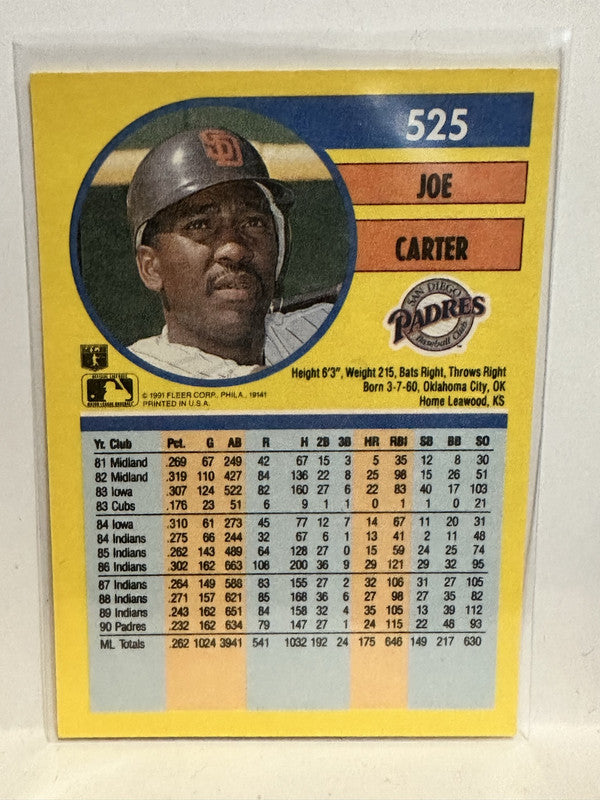 525
JOE
CARTER
SD
SAN DIEGO
PADRES
Baseball Club
Height 6'3", Weight 215, Bats Right, Throws Right
Born 3-7-60, Oklahoma City, OK
Home Leawood, KS
© 1991 FLEER CORP., PHILA., 19141
PRINTED IN U.S.A.
Yr. Club Pct. G AB R H 2B 3B HR RBI SB BB SO
81 Midland .269 67 249 42 67 15 3 5 35 12 8 30
82 Midland .319 110 427 84 136 22 8 25 98 15 26 51
83 Iowa .307 124 522 82 160 27 6 22 83 40 17 103
83 Cubs .176 23 51 6 9 1 1 0 1 1 0 21
84 Iowa .310 61 273 45 77 12 7 14 67 11 20 31
84 Indians .275 66 244 32 67 6 1 13 41 2 11 48
85 Indians .262 143 489 64 128 27 0 15 59 24 25 74
86 Indians .302 162 663 108 200 36 9 29 121 29 32 95
87 Indians .264 149 588 83 155 27 2 32 106 31 27 105
88 Indians .271 157 621 85 168 36 6 27 98 27 35 82
89 Indians .243 162 651 84 158 32 4 35 105 13 39 112
90 Padres .232 162 634 79 147 27 1 24 115 22 48 93
ML Totals .262 1024 3941 541 1032 192 24 175 646 149 217 630